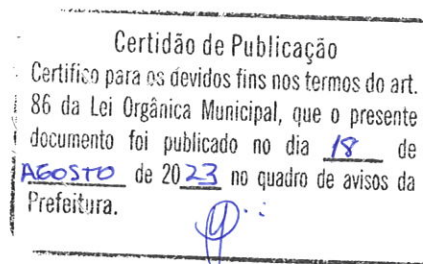 Certidão de Publicação
Certifico para os devidos fins nos termos do art.
86 da Lei Orgânica Municipal, que o presente
documento foi publicado no dia 18 de
AGOSTO de 2023 no quadro de avisos da
Prefeitura.